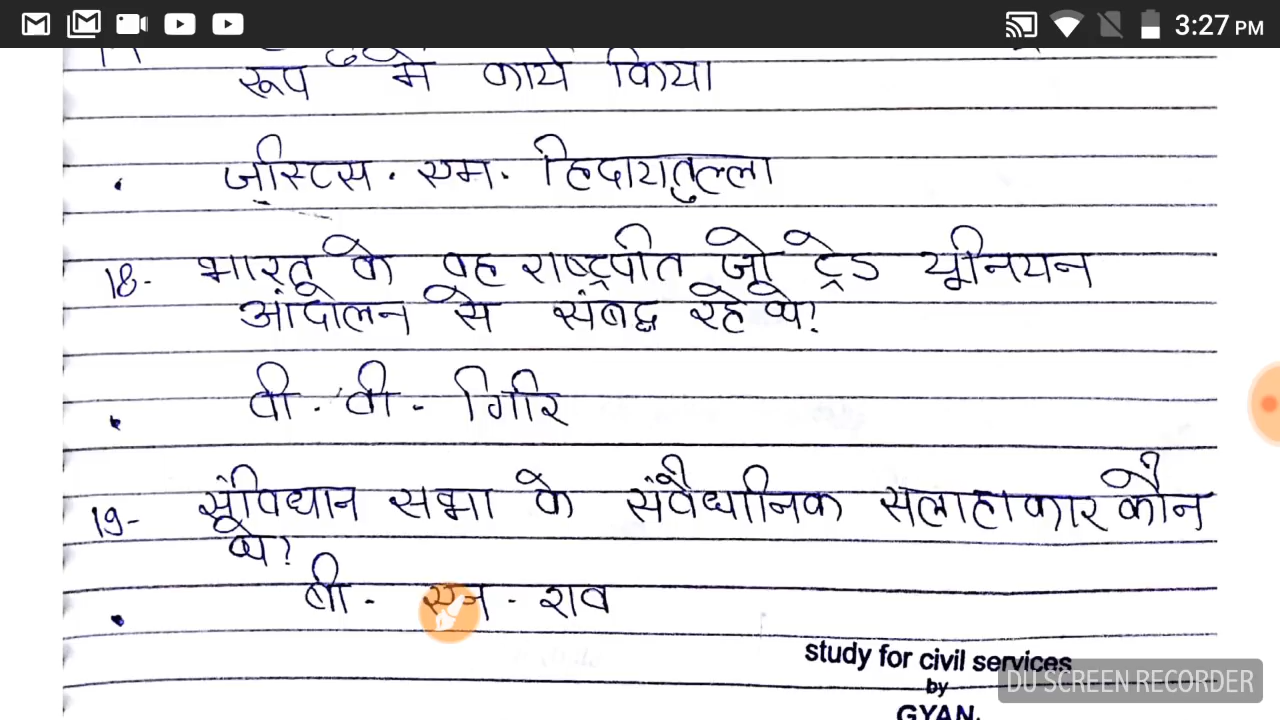 3:27 PM
रूप में कार्य किया
जस्टिस. एम. हिदायतुल्ला
18- भारत के वह राष्ट्रपति जो ट्रेड यूनियन
आंदोलन से संबद्ध रहे थे?
वी. वी. गिरि
19- संविधान सभा के संवैधानिक सलाहाकार कौन
थे?
बी. एन. राव
study for civil services
by
GYAN.
DU SCREEN RECORDER